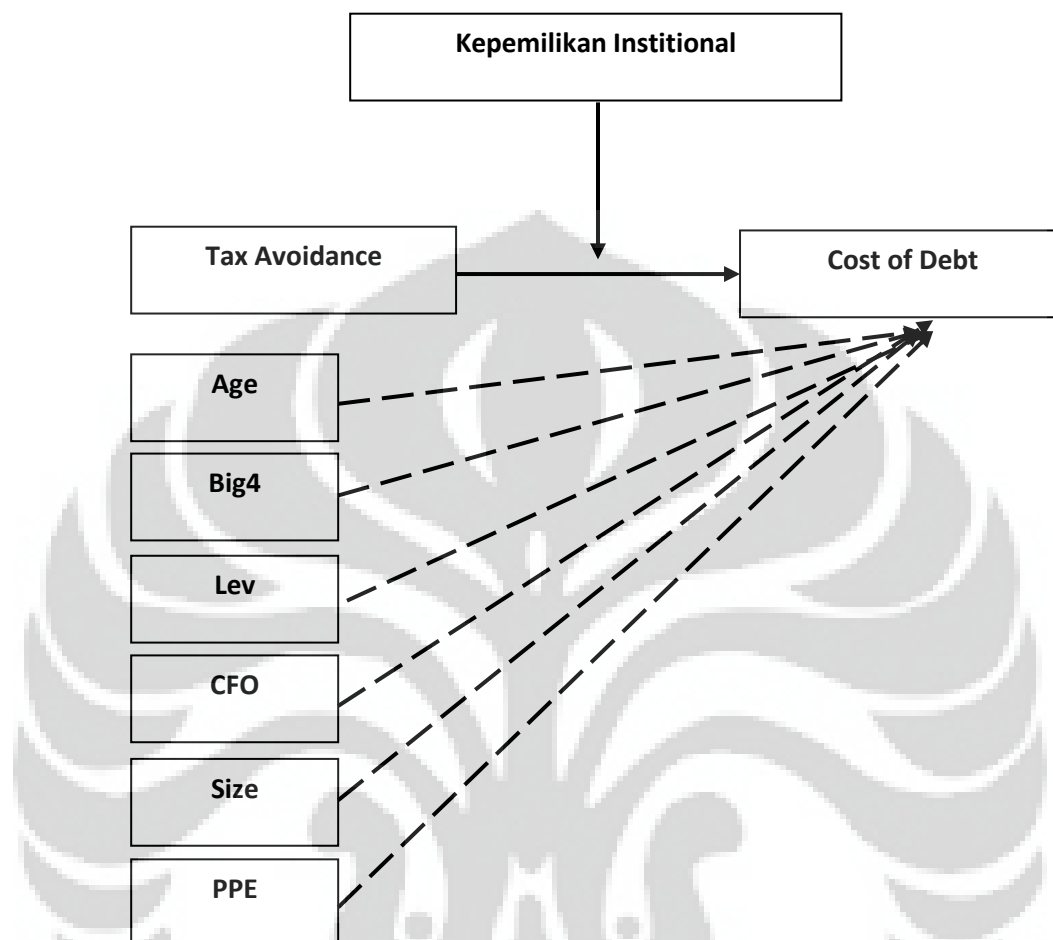 Kepemilikan Institional
Tax Avoidance
Cost of Debt
Age
Big4
Lev
CFO
Size
PPE